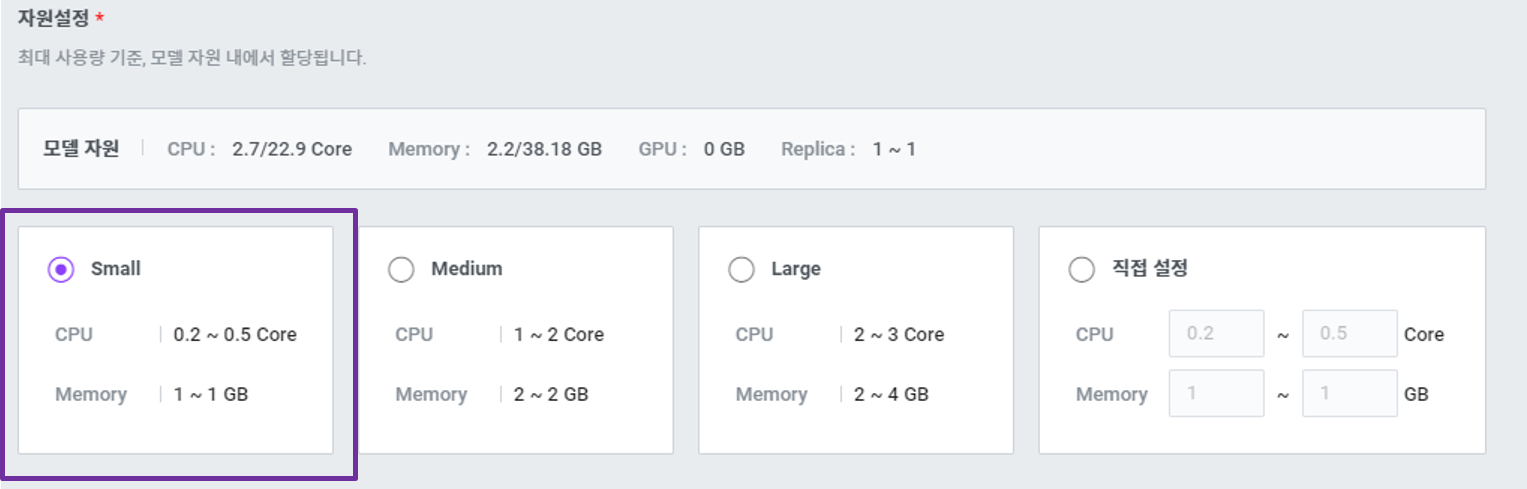 자원설정 *
최대 사용량 기준, 모델 자원 내에서 할당됩니다.
모델 자원 | CPU : 2.7/22.9 Core Memory : 2.2/38.18 GB GPU : 0 GB Replica : 1 ~ 1
Small
CPU | 0.2 ~ 0.5 Core
Memory | 1 ~ 1 GB
Medium
CPU | 1 ~ 2 Core
Memory | 2 ~ 2 GB
Large
CPU | 2 ~ 3 Core
Memory | 2 ~ 4 GB
직접 설정
CPU 0.2 ~ 0.5 Core
Memory 1 ~ 1 GB